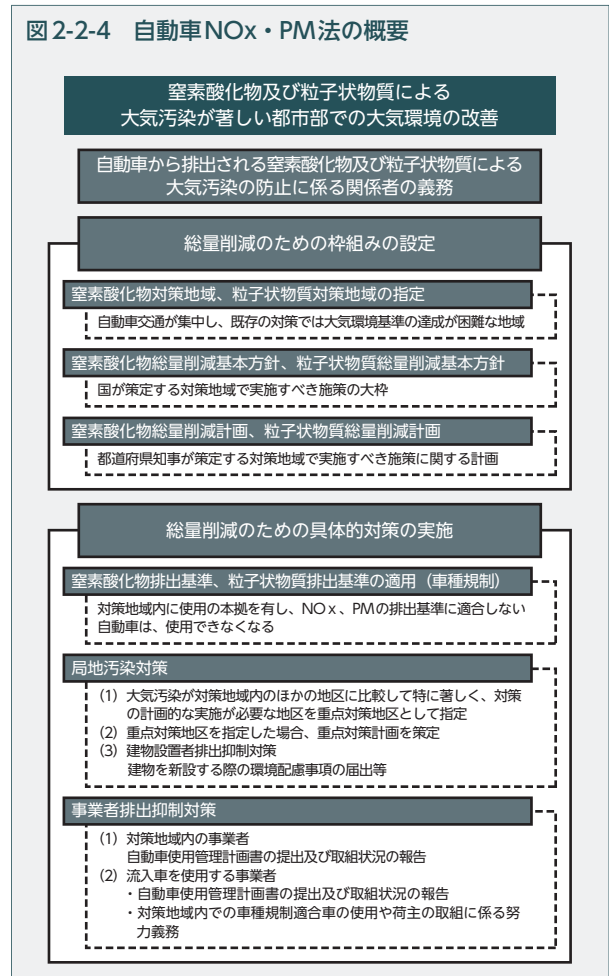 図2-2-4 自動車NOx・PM法の概要
窒素酸化物及び粒子状物質による
大気汚染が著しい都市部での大気環境の改善
自動車から排出される窒素酸化物及び粒子状物質による
大気汚染の防止に係る関係者の義務
総量削減のための枠組みの設定
窒素酸化物対策地域、粒子状物質対策地域の指定
自動車交通が集中し、既存の対策では大気環境基準の達成が困難な地域
窒素酸化物総量削減基本方針、粒子状物質総量削減基本方針
国が策定する対策地域で実施すべき施策の大枠
窒素酸化物総量削減計画、粒子状物質総量削減計画
都道府県知事が策定する対策地域で実施すべき施策に関する計画
総量削減のための具体的対策の実施
窒素酸化物排出基準、粒子状物質排出基準の適用（車種規制）
対策地域内に使用の本拠を有し、NOx、PMの排出基準に適合しない
自動車は、使用できなくなる
局地汚染対策
(1) 大気汚染が対策地域内のほかの地区に比較して特に著しく、対策
の計画的な実施が必要な地区を重点対策地区として指定
(2) 重点対策地区を指定した場合、重点対策計画を策定
(3) 建物設置者排出抑制対策
建物を新設する際の環境配慮事項の届出等
事業者排出抑制対策
(1) 対策地域内の事業者
自動車使用管理計画書の提出及び取組状況の報告
(2) 流入車を使用する事業者
・自動車使用管理計画書の提出及び取組状況の報告
・対策地域内での車種規制適合車の使用や荷主の取組に係る努
力義務